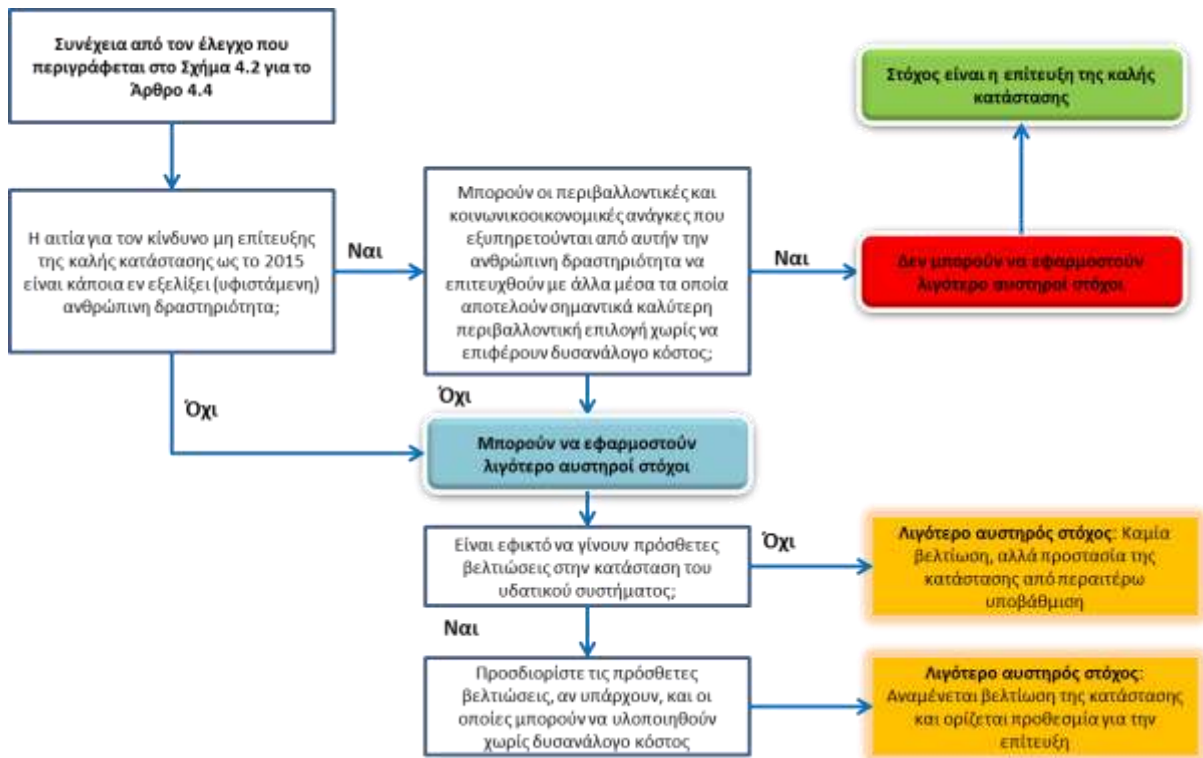 Συνέχεια από τον έλεγχο που
περιγράφεται στο Σχήμα 4.2 για το
Άρθρο 4.4
Στόχος είναι η επίτευξη της καλής
κατάστασης
Η αιτία για τον κίνδυνο μη επίτευξης
της καλής κατάστασης ως το 2015
είναι κάποια εν εξελίξει (υφιστάμενη)
ανθρώπινη δραστηριότητα;
Ναι
Μπορούν οι περιβαλλοντικές και
κοινωνικοοικονομικές ανάγκες που
εξυπηρετούνται από αυτήν την
ανθρώπινη δραστηριότητα να
επιτευχθούν με άλλα μέσα τα οποία
αποτελούν σημαντικά καλύτερη
περιβαλλοντική επιλογή χωρίς να
επιφέρουν δυσανάλογο κόστος;
Ναι
Δεν μπορούν να εφαρμοστούν
λιγότερο αυστηροί στόχοι
Όχι
Όχι
Μπορούν να εφαρμοστούν
λιγότερο αυστηροί στόχοι
Είναι εφικτό να γίνουν πρόσθετες
βελτιώσεις στην κατάσταση του
υδατικού συστήματος;
Όχι
Λιγότερο αυστηρός στόχος: Καμία
βελτίωση, αλλά προστασία της
κατάστασης από περαιτέρω
υποβάθμιση
Ναι
Προσδιορίστε τις πρόσθετες
βελτιώσεις, αν υπάρχουν, και οι
οποίες μπορούν να υλοποιηθούν
χωρίς δυσανάλογο κόστος
Λιγότερο αυστηρός στόχος:
Αναμένεται βελτίωση της κατάστασης
και ορίζεται προθεσμία για την
επίτευξη